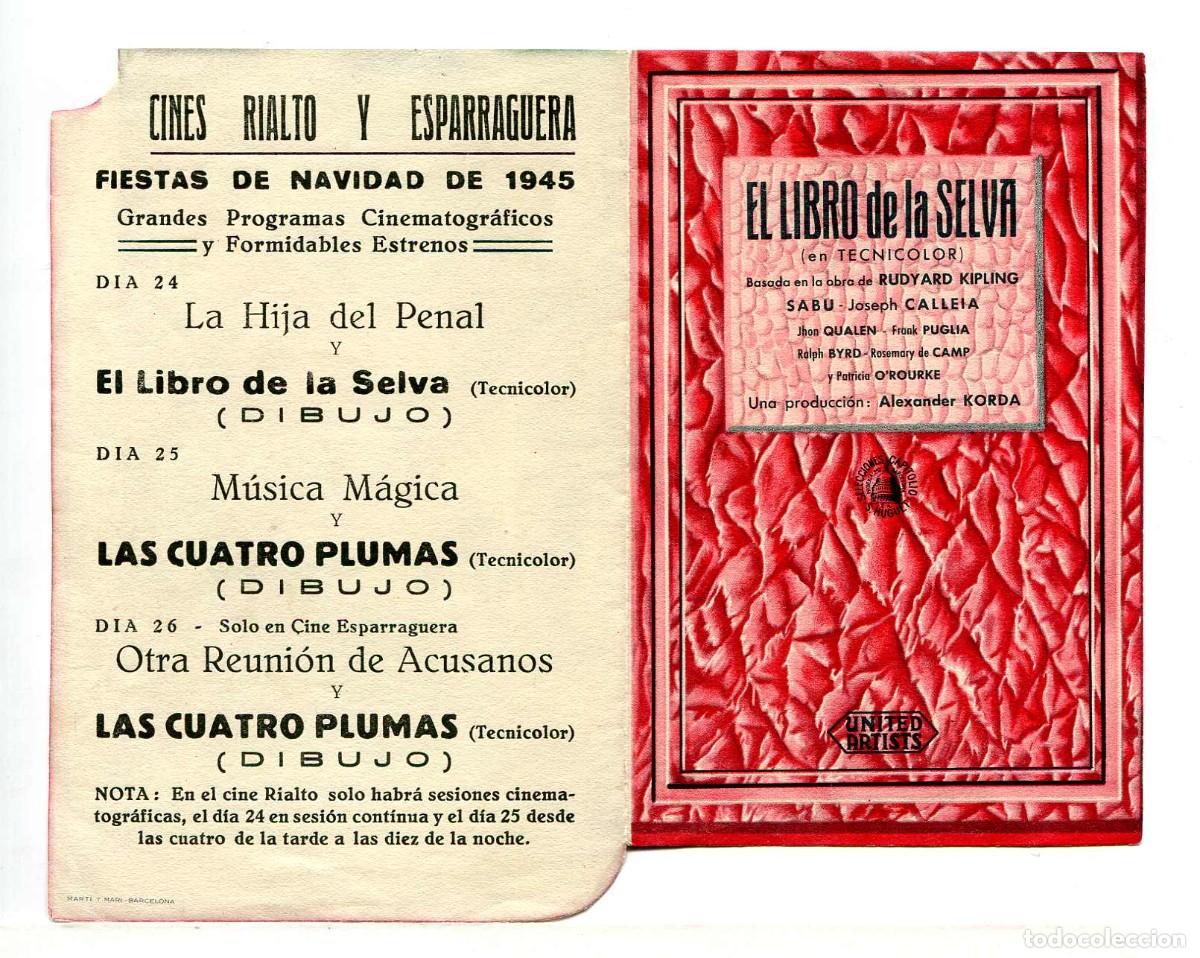 CINES RIALTO Y ESPARRAGUERA
FIESTAS DE NAVIDAD DE 1945
Grandes Programas Cinematográficos
y Formidables Estrenos
DIA 24
La Hija del Penal
Y
El Libro de la Selva (Tecnicolor)
(DIBUJO)
DIA 25
Música Mágica
Y
LAS CUATRO PLUMAS (Tecnicolor)
(DIBUJO)
DIA 26 - Solo en Cine Esparraguera
Otra Reunión de Acusanos
Y
LAS CUATRO PLUMAS (Tecnicolor)
(DIBUJO)
NOTA: En el cine Rialto solo habrá sesiones cinema-
tográficas, el día 24 en sesión contínua y el día 25 desde
las cuatro de la tarde a las diez de la noche.
MARTÍ Y MARI - BARCELONA
EL LIBRO de la SELVA
(en TECNICOLOR)
Basada en la obra de RUDYARD KIPLING
SABU - Joseph CALLEIA
Jhon QUALEN - Frank PUGLIA
Ralph BYRD - Rosemary de CAMP
y Patricia O'ROURKE
Una producción: Alexander KORDA
SELECCIONES CAPITOLIO
S. HUGUET
UNITED
ARTISTS
todocoleccion